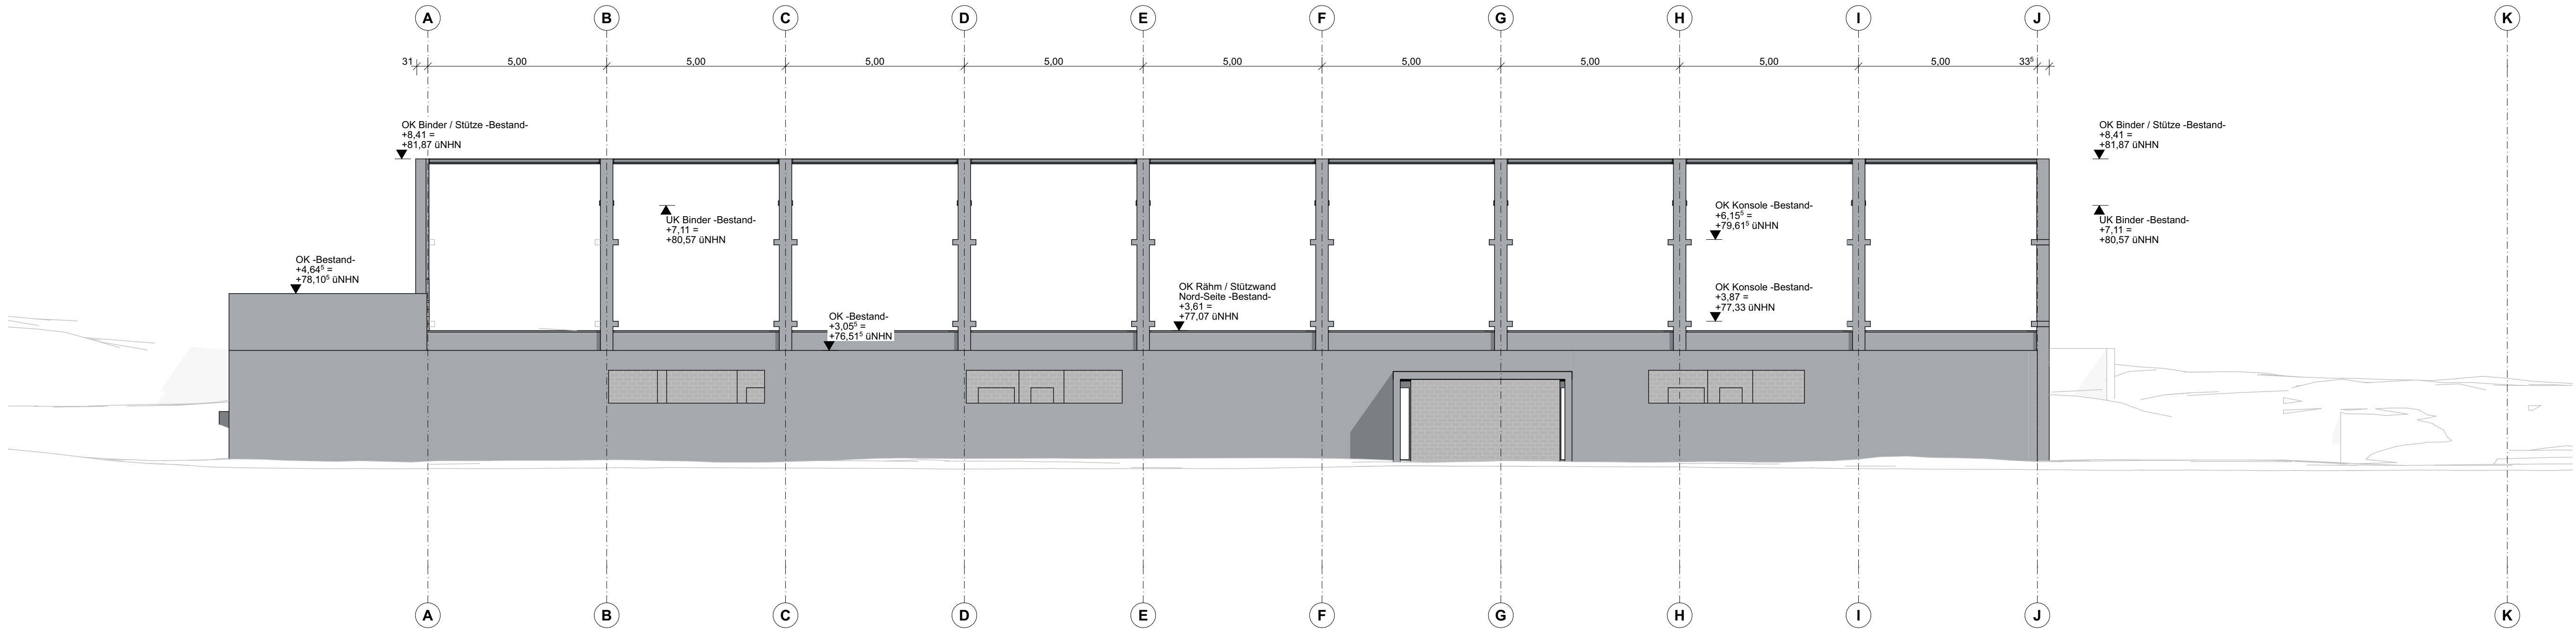 A B C D E F G H I J K
31 5,00 5,00 5,00 5,00 5,00 5,00 5,00 5,00 5,00 33⁵
OK Binder / Stütze -Bestand-
+8,41 =
+81,87 üNHN
OK Binder / Stütze -Bestand-
+8,41 =
+81,87 üNHN
UK Binder -Bestand-
+7,11 =
+80,57 üNHN
OK Konsole -Bestand-
+6,15⁵ =
+79,61⁵ üNHN
UK Binder -Bestand-
+7,11 =
+80,57 üNHN
OK -Bestand-
+4,64⁵ =
+78,10⁵ üNHN
OK -Bestand-
+3,05⁵ =
+76,51⁵ üNHN
OK Rähm / Stützwand
Nord-Seite -Bestand-
+3,61 =
+77,07 üNHN
OK Konsole -Bestand-
+3,87 =
+77,33 üNHN
A B C D E F G H I J K